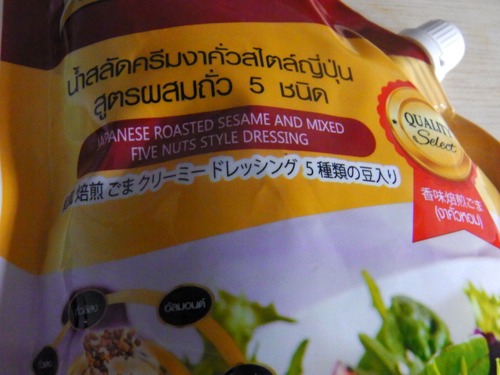 น้ำสลัดครีมงาคั่วสไตล์ญี่ปุ่น
สูตรผสมถั่ว 5 ชนิด
JAPANESE ROASTED SESAME AND MIXED
FIVE NUTS STYLE DRESSING
焙煎 ごま クリーミー ドレッシング 5種類の豆入り
QUALITY
Select
香味焙煎ごま
(งาคั่วหอม)
อัลมอนด์